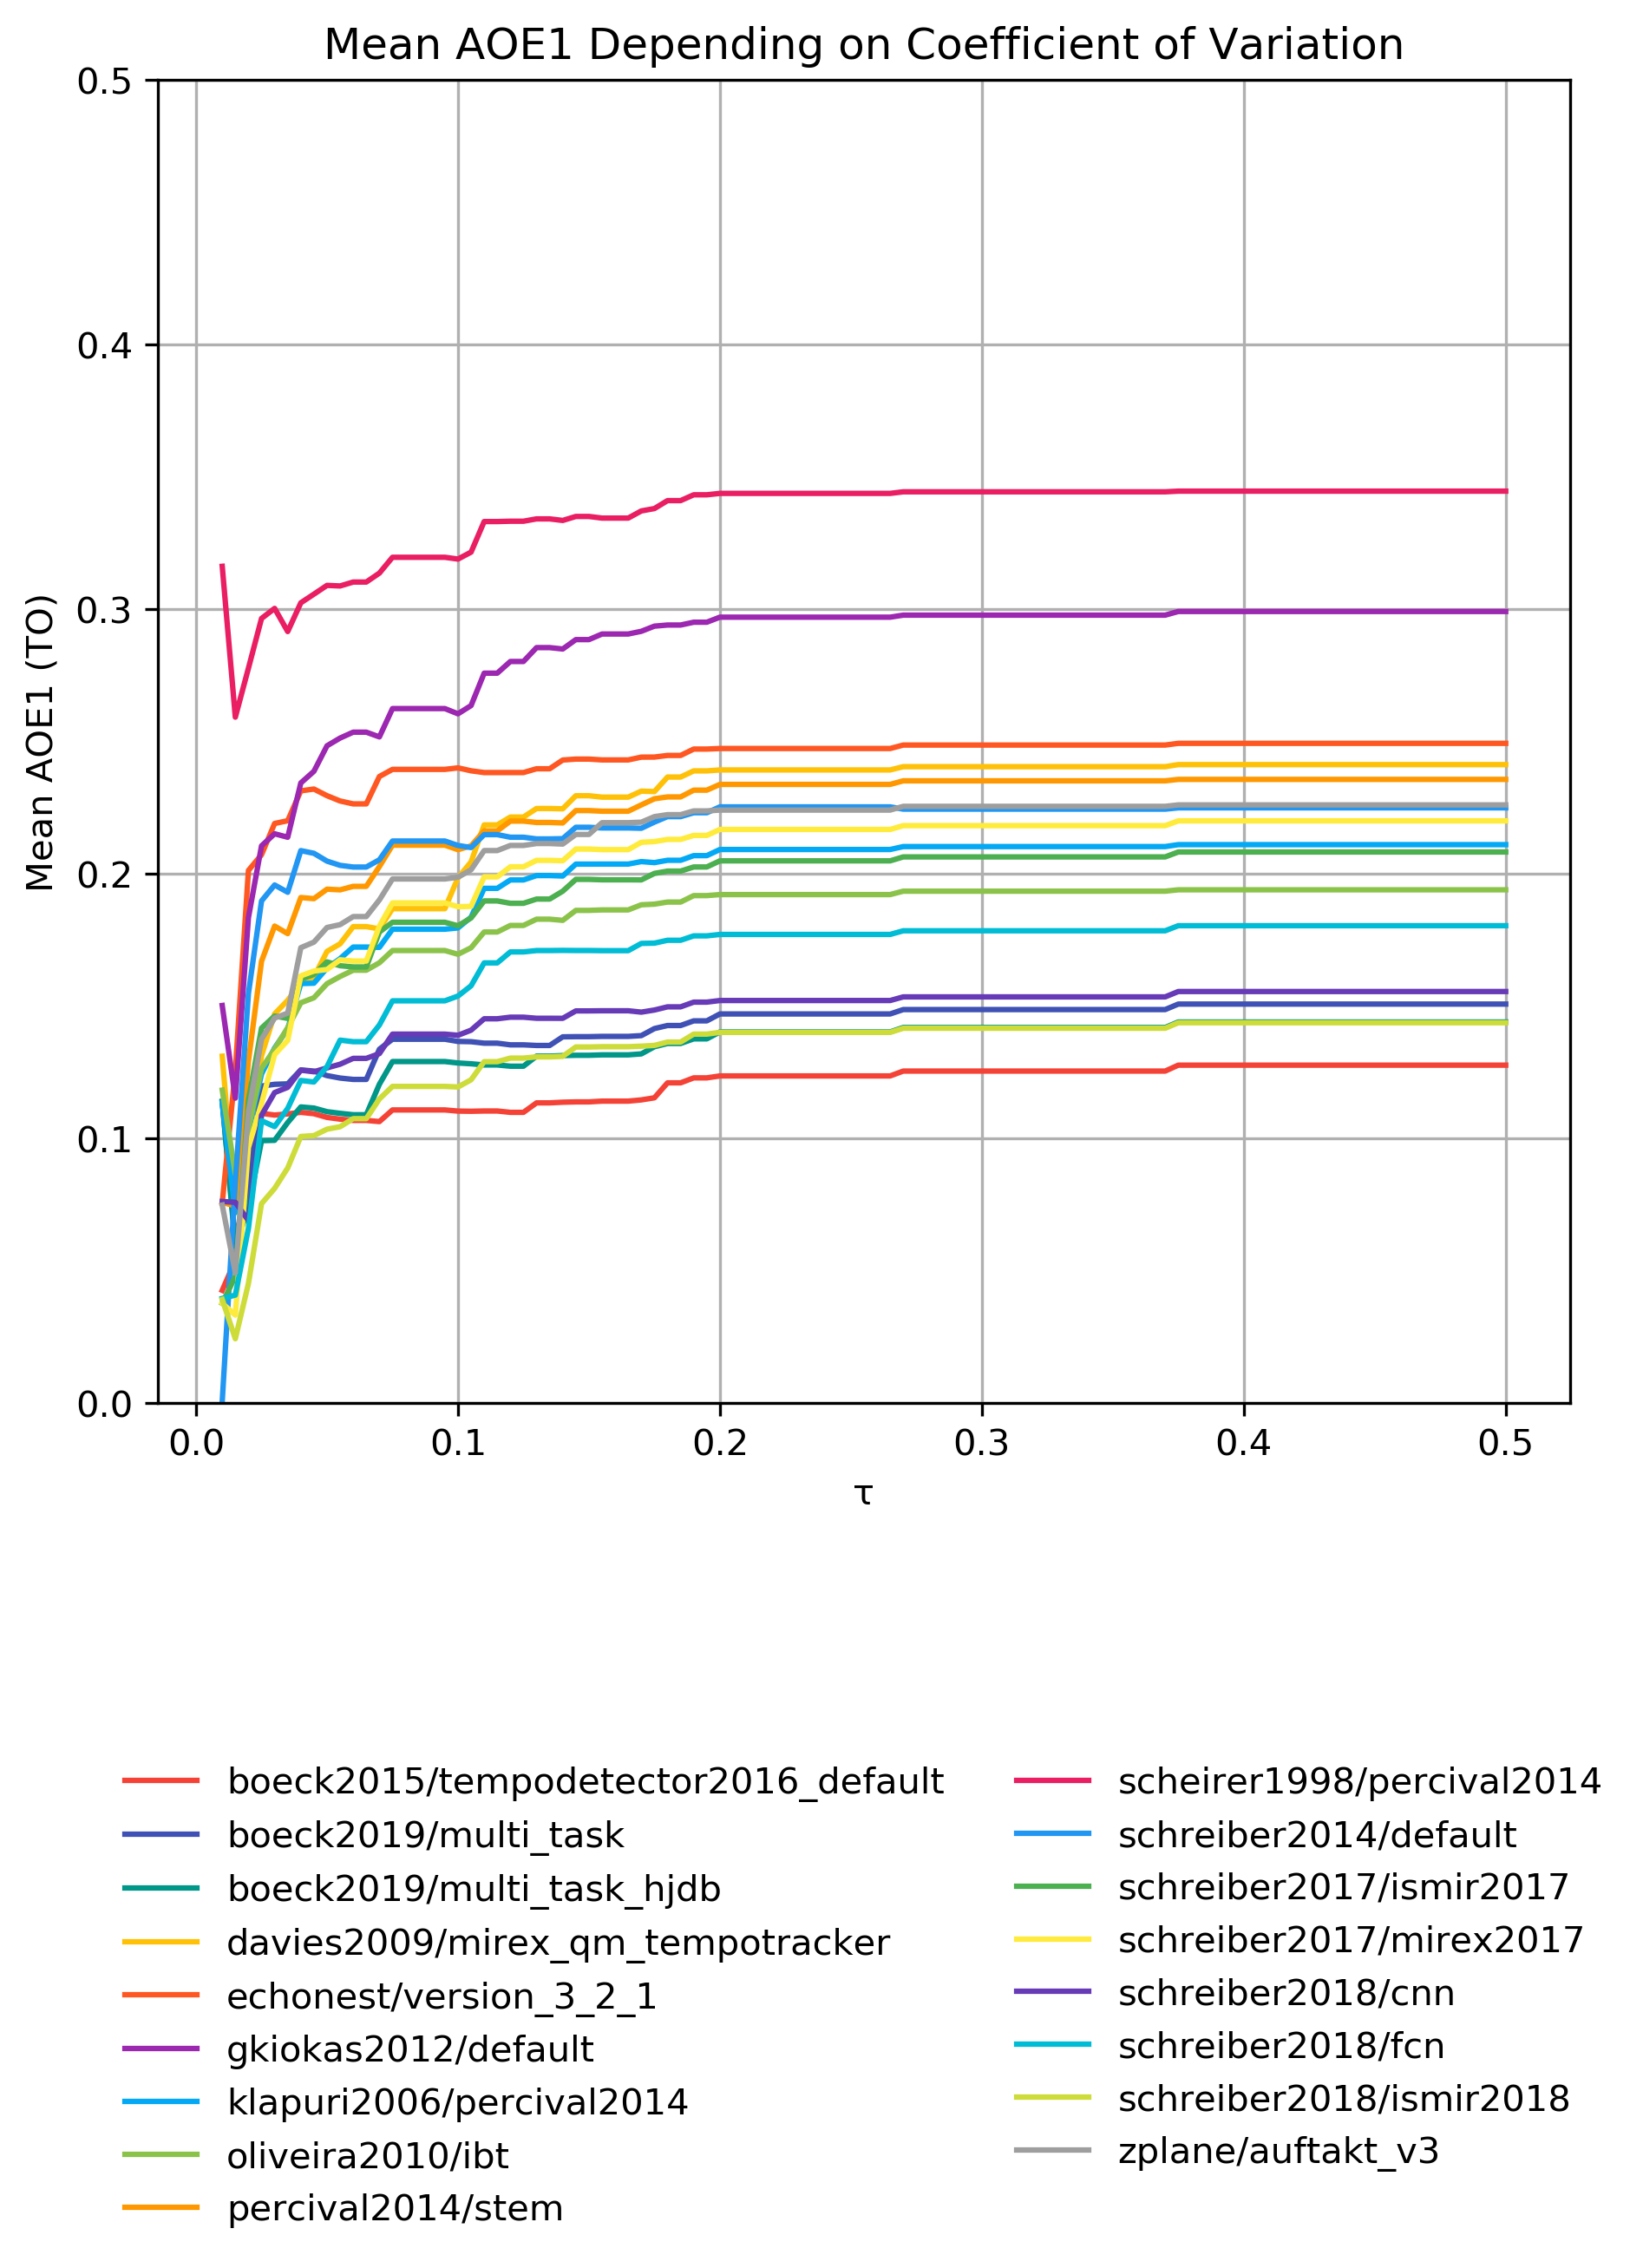 Mean AOE1 Depending on Coefficient of Variation
0.5
0.4
0.3
0.2
0.1
0.0
Mean AOE1 (TO)
0.0 0.1 0.2 0.3 0.4 0.5
τ
boeck2015/tempodetector2016_default
boeck2019/multi_task
boeck2019/multi_task_hjdb
davies2009/mirex_qm_tempotracker
echonest/version_3_2_1
gkiokas2012/default
klapuri2006/percival2014
oliveira2010/ibt
percival2014/stem
scheirer1998/percival2014
schreiber2014/default
schreiber2017/ismir2017
schreiber2017/mirex2017
schreiber2018/cnn
schreiber2018/fcn
schreiber2018/ismir2018
zplane/auftakt_v3